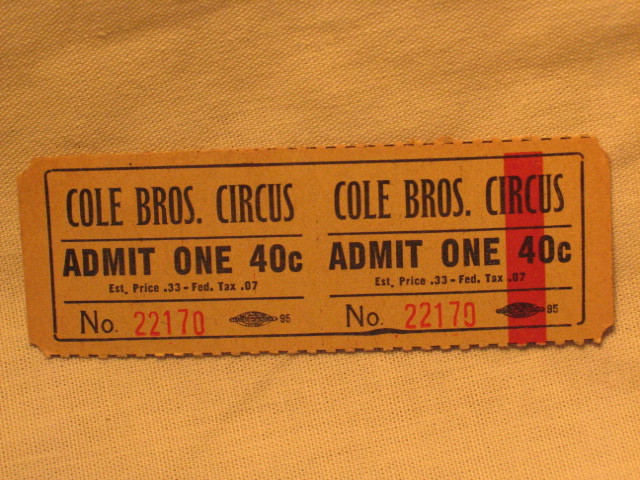 COLE BROS. CIRCUS
ADMIT ONE 40c
Est. Price .33 - Fed. Tax .07
No. 22170 95
COLE BROS. CIRCUS
ADMIT ONE 40c
Est. Price .33 - Fed. Tax .07
No. 22170 95